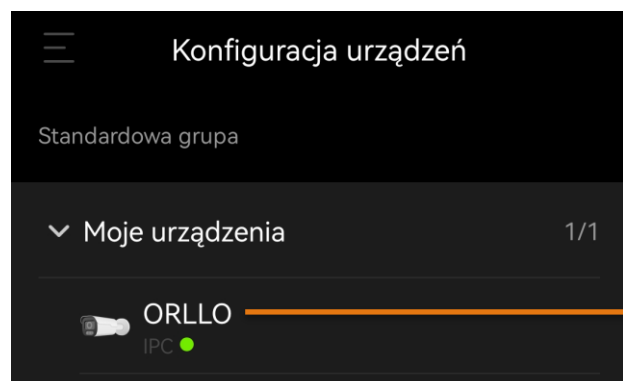 Konfiguracja urządzeń
Standardowa grupa
Moje urządzenia 1/1
ORLLO
IPC